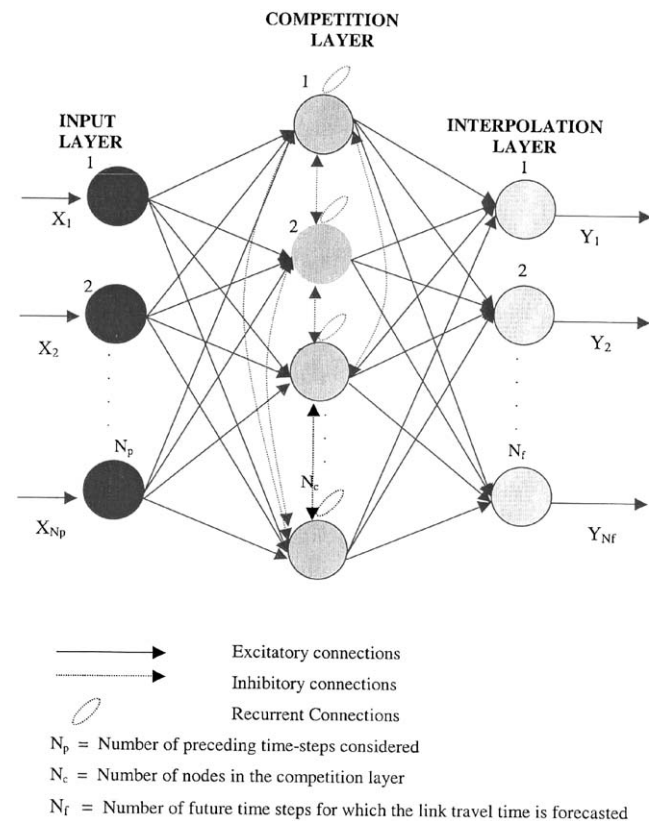 COMPETITION
LAYER
1
INPUT
LAYER
1
INTERPOLATION
LAYER
1
X1
2
Y1
2
2
X2
Y2
Np
Nc
Nf
XNp
YNf
Excitatory connections
Inhibitory connections
Recurrent Connections
Np = Number of preceding time-steps considered
Nc = Number of nodes in the competition layer
Nf = Number of future time steps for which the link travel time is forecasted